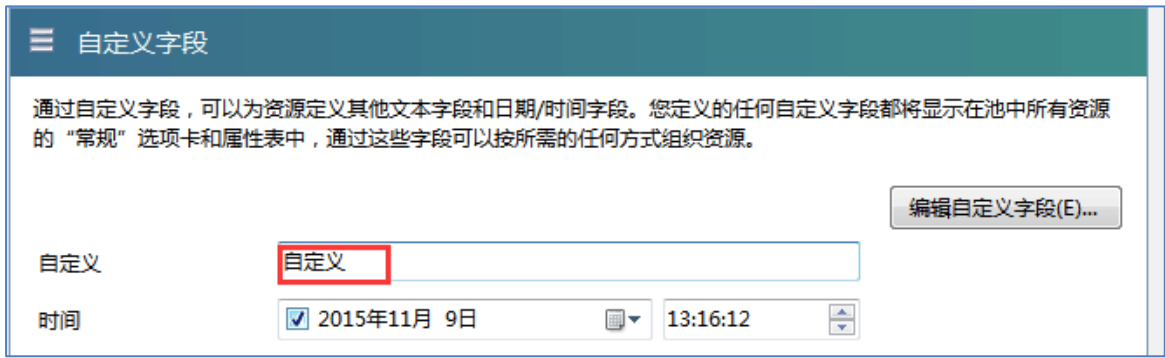 自定义字段
通过自定义字段，可以为资源定义其他文本字段和日期/时间字段。您定义的任何自定义字段都将显示在池中所有资源
的“常规”选项卡和属性表中，通过这些字段可以按所需的任何方式组织资源。
编辑自定义字段(E)...
自定义 自定义
时间 2015年11月 9日 13:16:12